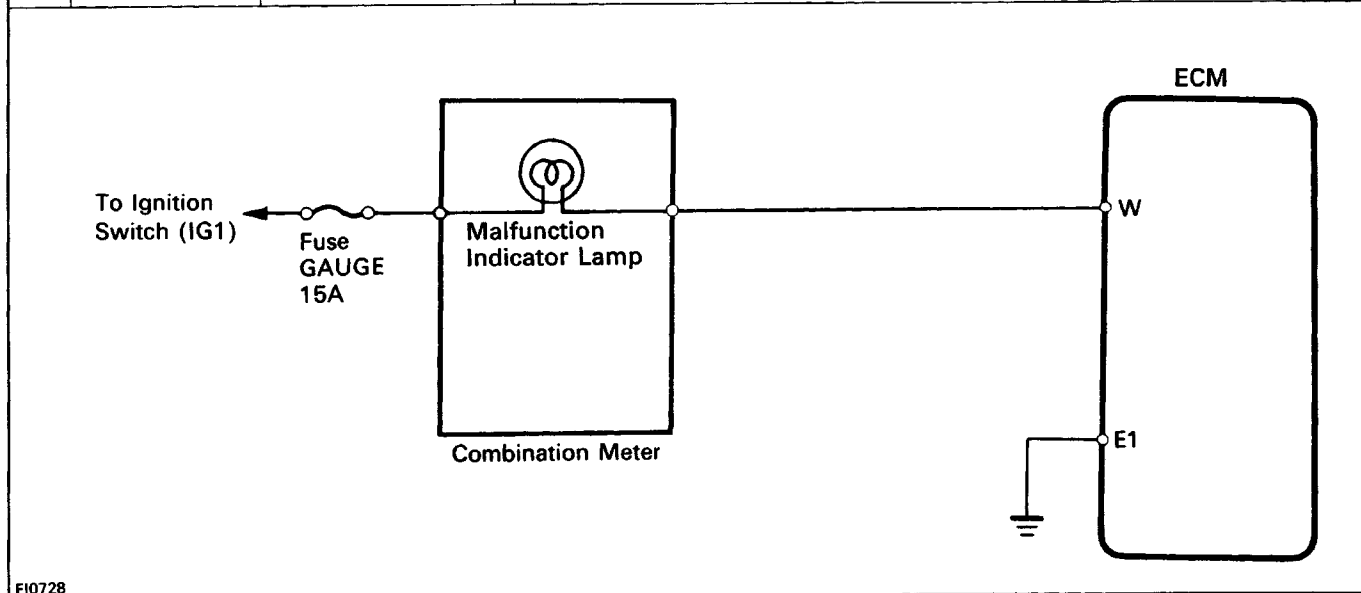 ECM
To Ignition
Switch (IG1)
Fuse
GAUGE
15A
Malfunction
Indicator Lamp
W
Combination Meter
E1
FI0728